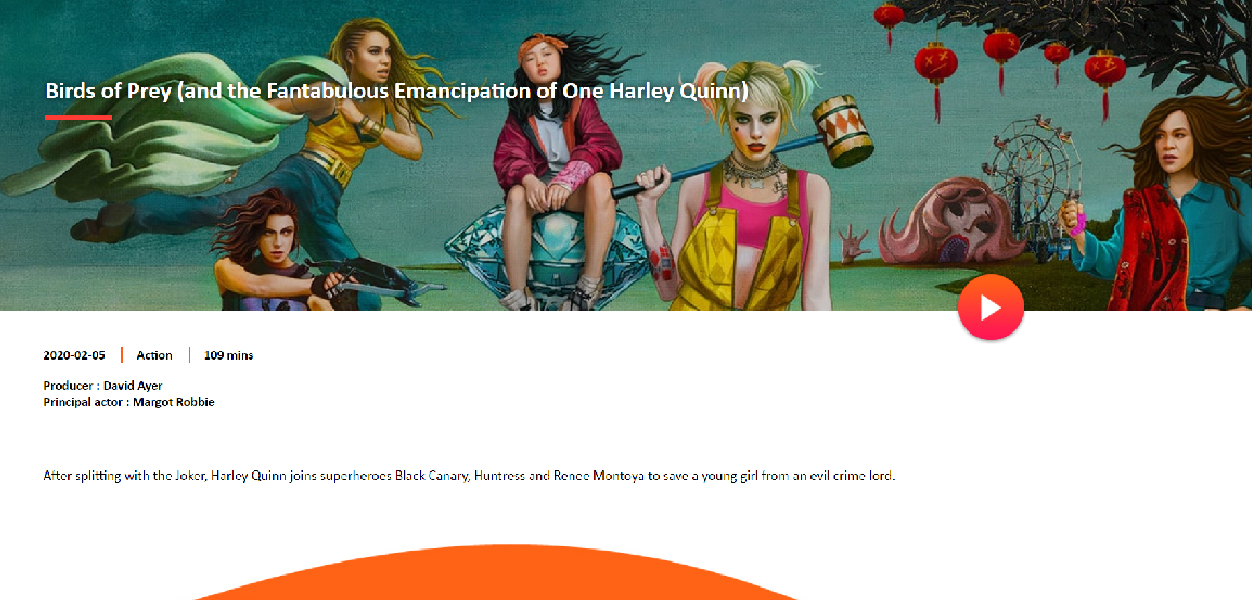 Birds of Prey (and the Fantabulous Emancipation of One Harley Quinn)
2020-02-05 | Action | 109 mins
Producer : David Ayer
Principal actor : Margot Robbie
After splitting with the Joker, Harley Quinn joins superheroes Black Canary, Huntress and Renee Montoya to save a young girl from an evil crime lord.